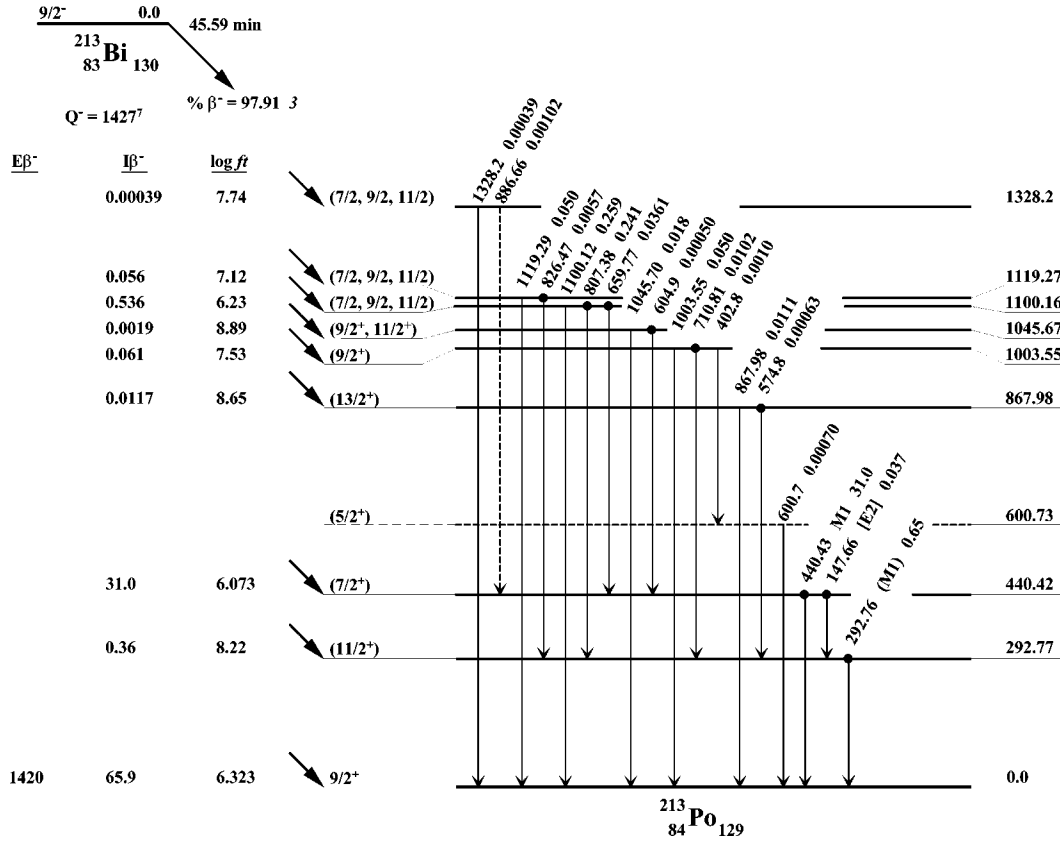 9/2⁻ 0.0 45.59 min
²¹³₈₃Bi₁₃₀
% β⁻ = 97.91 3
Q⁻ = 1427⁷
Eβ⁻ Iβ⁻ log ft
0.00039 7.74 (7/2, 9/2, 11/2) 1328.2
0.056 7.12 (7/2, 9/2, 11/2) 1119.27
0.536 6.23 (7/2, 9/2, 11/2) 1100.16
0.0019 8.89 (9/2⁺, 11/2⁺) 1045.67
0.061 7.53 (9/2⁺) 1003.55
0.0117 8.65 (13/2⁺) 867.98
(5/2⁺) 600.73
31.0 6.073 (7/2⁺) 440.42
0.36 8.22 (11/2⁺) 292.77
1420 65.9 6.323 9/2⁺ 0.0
1328.2 0.00039
886.66 0.00102
1119.29 0.050
826.47 0.0057
1100.12 0.259
807.38 0.241
659.77 0.0361
1045.70 0.018
604.9 0.00050
1003.55 0.050
710.81 0.0102
402.8 0.0010
867.98 0.0111
574.8 0.00063
600.7 0.00070
440.43 M1 31.0
147.66 [E2] 0.037
292.76 (M1) 0.65
²¹³₈₄Po₁₂₉